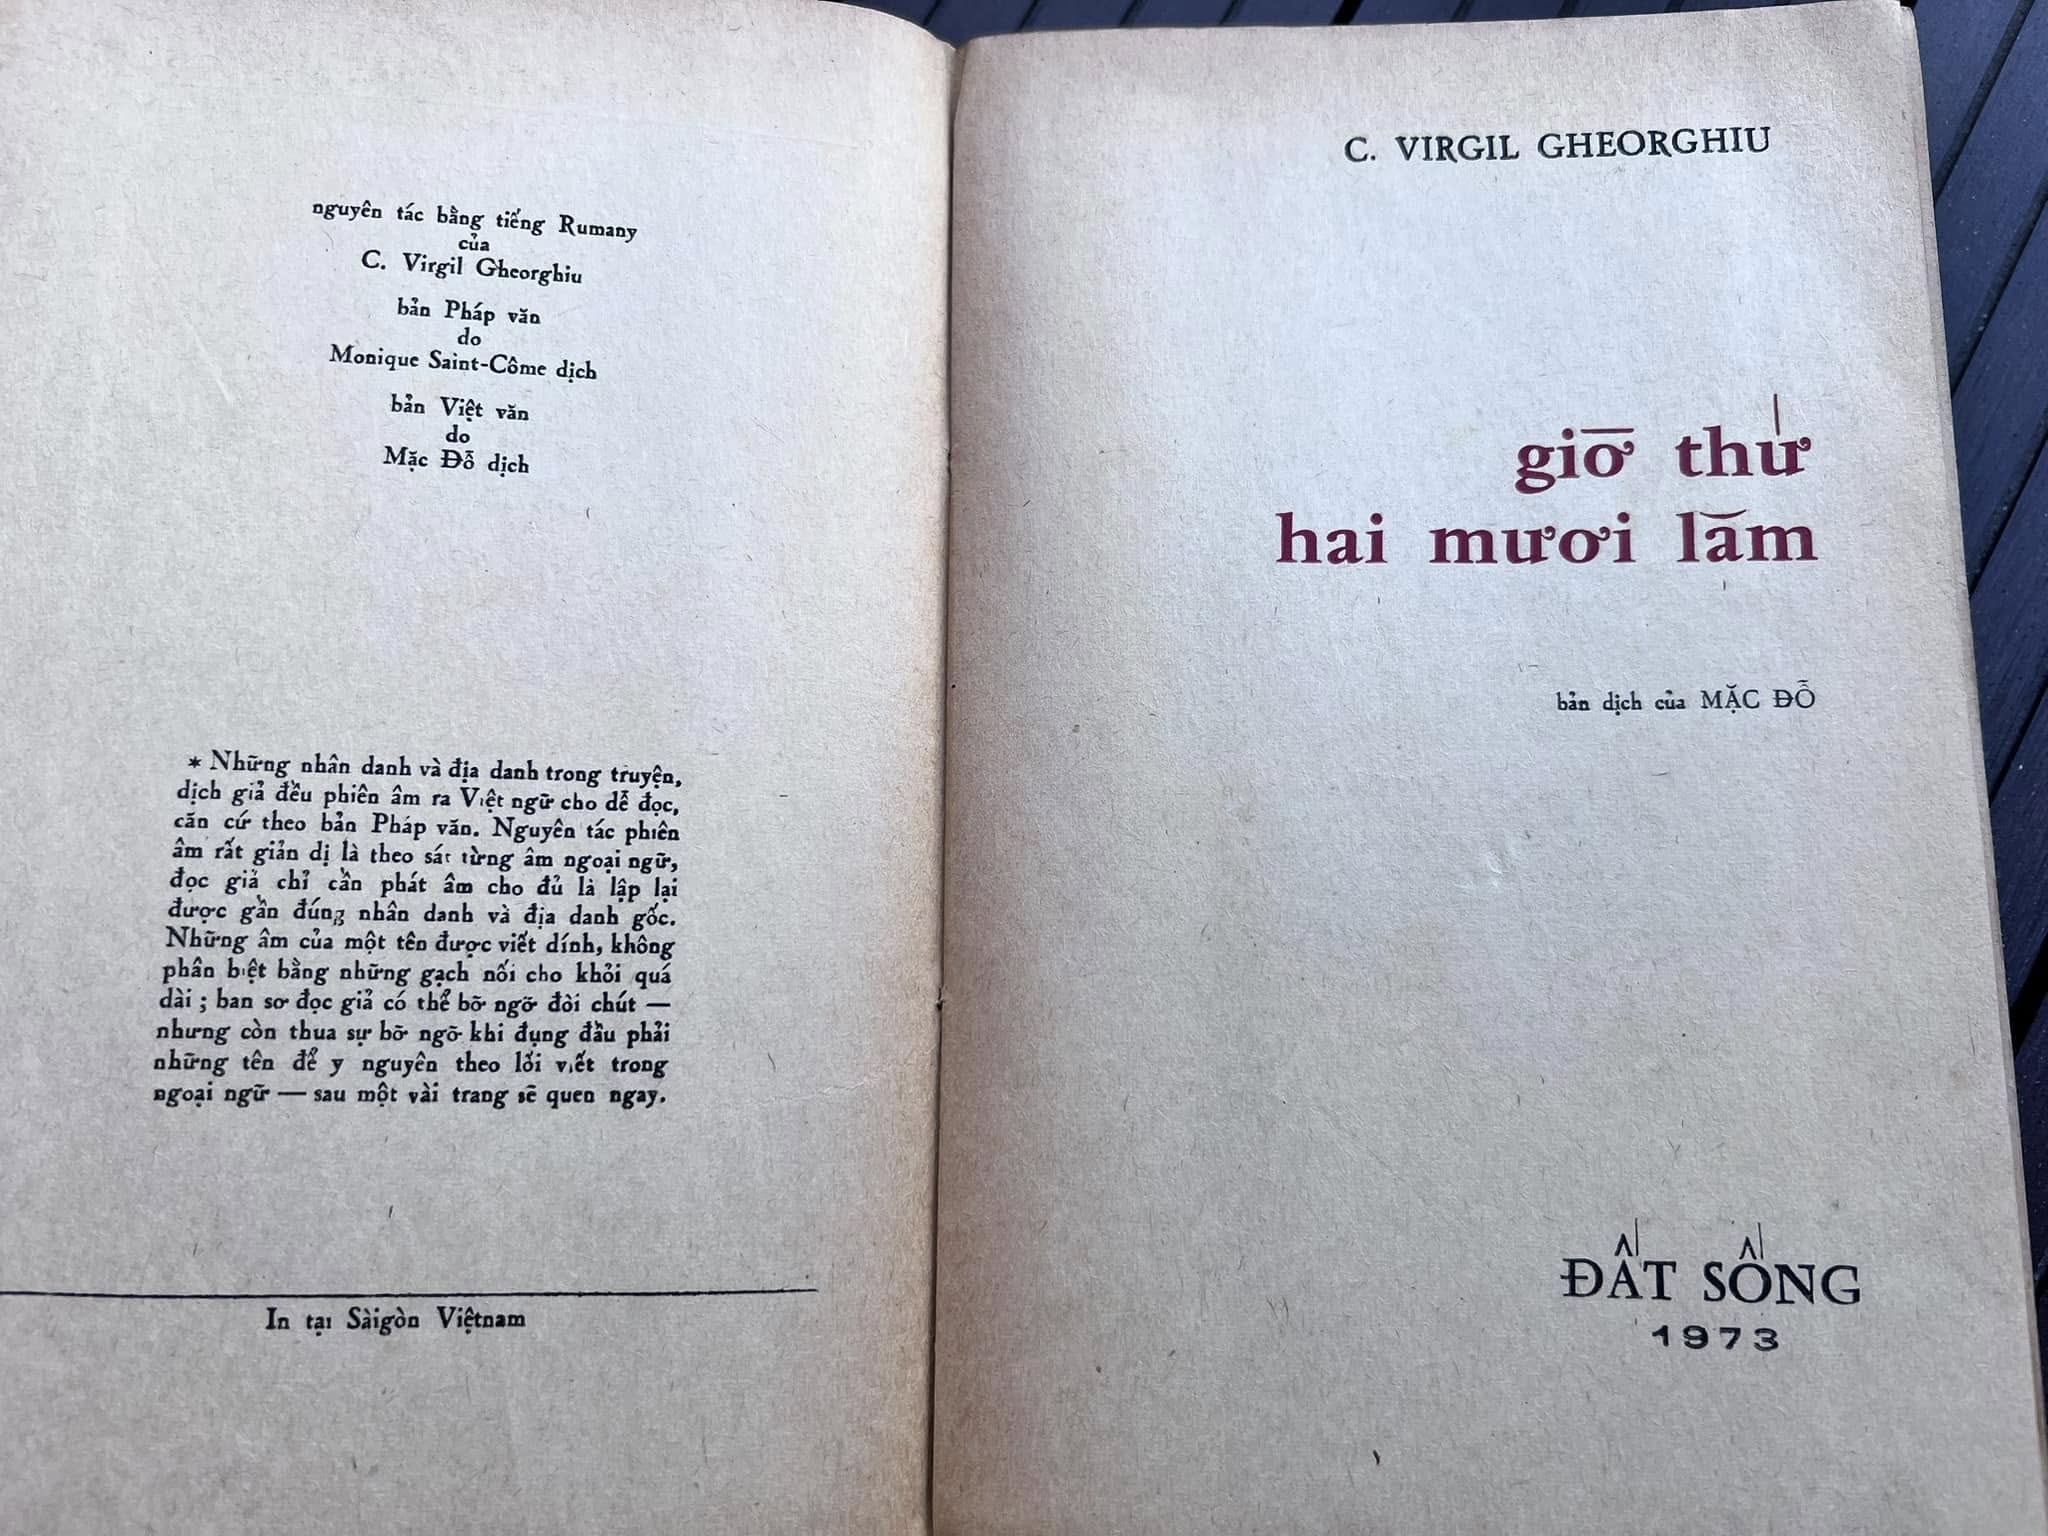 nguyên tác bằng tiếng Rumany
của
C. Virgil Gheorghiu
bản Pháp văn
do
Monique Saint-Côme dịch
bản Việt văn
do
Mặc Đỗ dịch
* Những nhân danh và địa danh trong truyện,
dịch giả đều phiên âm ra Việt ngữ cho dễ đọc,
căn cứ theo bản Pháp văn. Nguyên tác phiên
âm rất giản dị là theo sát từng âm ngoại ngữ,
đọc giả chỉ cần phát âm cho đủ là lập lại
được gần đúng nhân danh và địa danh gốc.
Những âm của một tên được viết dính, không
phân biệt bằng những gạch nối cho khỏi quá
dài ; ban sơ đọc giả có thể bỡ ngỡ đòi chút —
nhưng còn thua sự bỡ ngỡ khi đụng đầu phải
những tên để y nguyên theo lối viết trong
ngoại ngữ — sau một vài trang sẽ quen ngay.
In tại Sàigòn Việtnam
C. VIRGIL GHEORGHIU
giờ thứ
hai mươi lăm
bản dịch của MẶC ĐỖ
ĐẤT SỐNG
1973